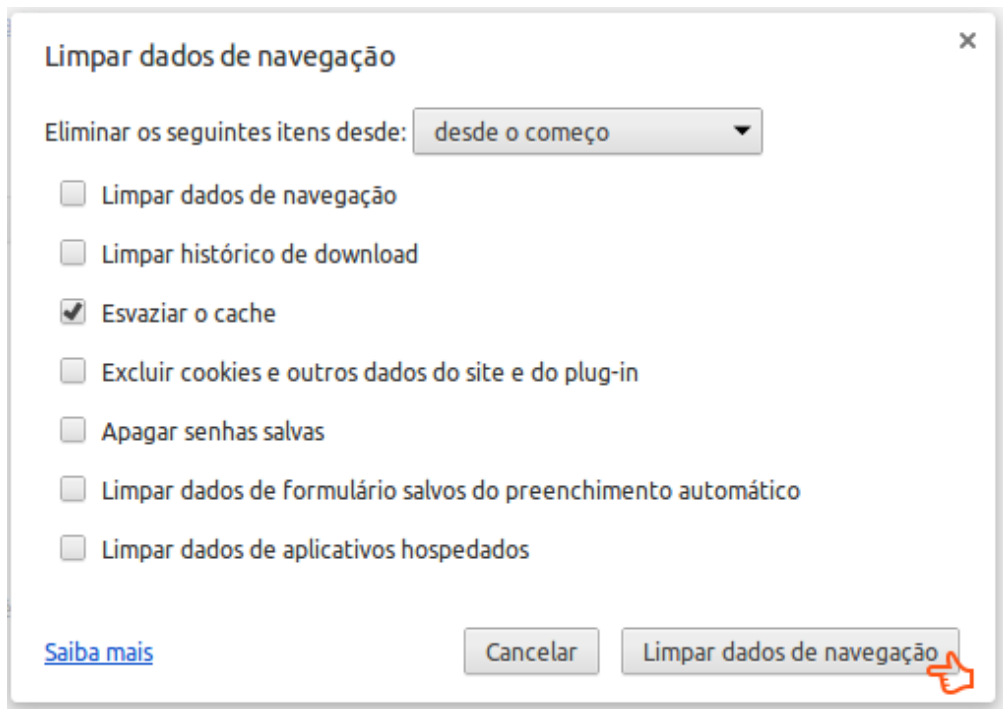 Limpar dados de navegação
Eliminar os seguintes itens desde: desde o começo
Limpar dados de navegação
Limpar histórico de download
Esvaziar o cache
Excluir cookies e outros dados do site e do plug-in
Apagar senhas salvas
Limpar dados de formulário salvos do preenchimento automático
Limpar dados de aplicativos hospedados
Saiba mais Cancelar Limpar dados de navegação